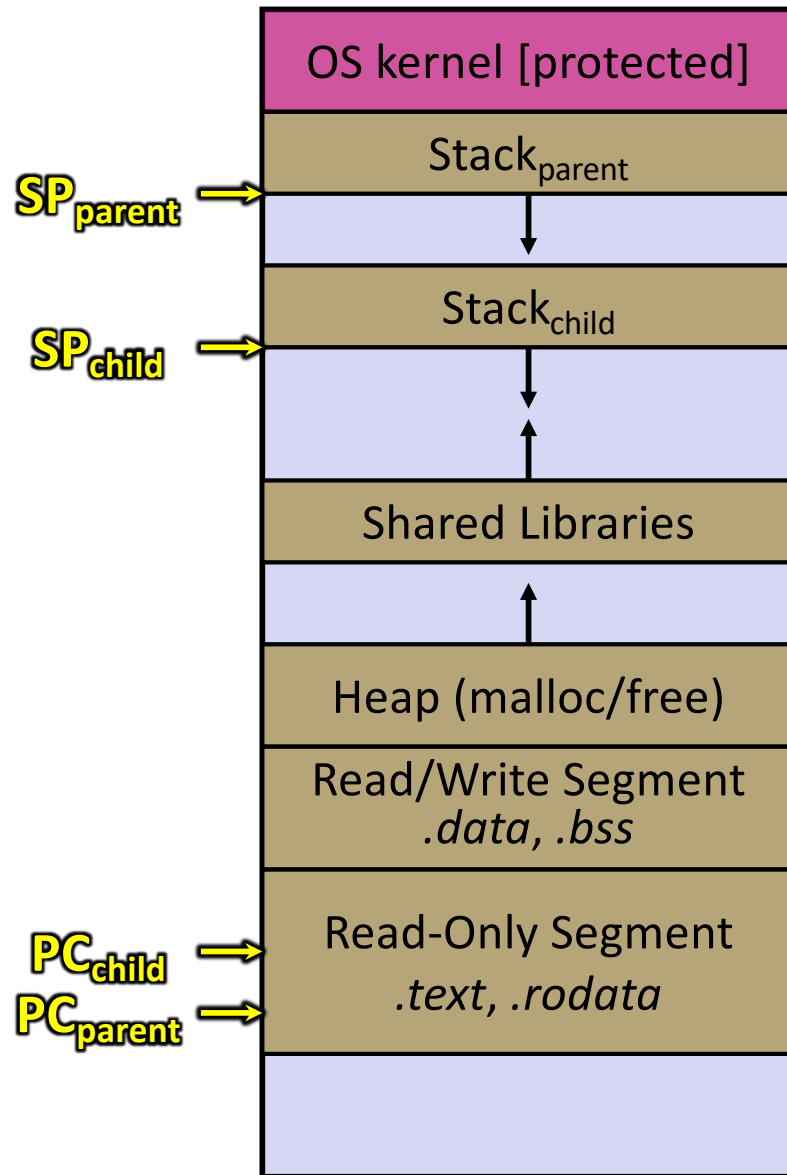 OS kernel [protected]
Stackparent
SPparent
Stackchild
SPchild
Shared Libraries
Heap (malloc/free)
Read/Write Segment
.data, .bss
Read-Only Segment
PCchild
.text, .rodata
PCparent